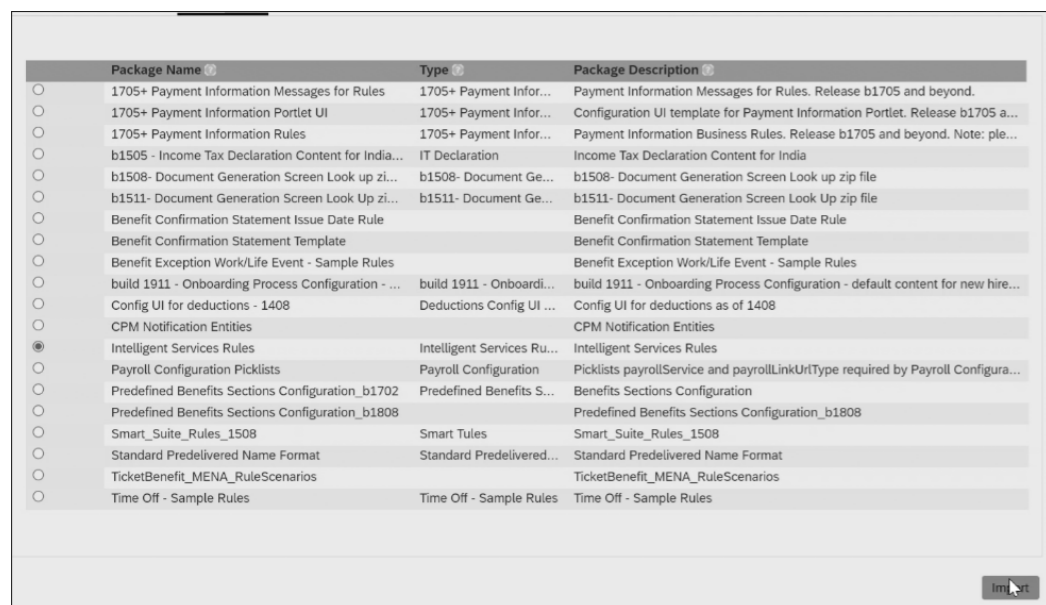 Package Name Type Package Description
1705+ Payment Information Messages for Rules 1705+ Payment Infor... Payment Information Messages for Rules. Release b1705 and beyond.
1705+ Payment Information Portlet UI 1705+ Payment Infor... Configuration UI template for Payment Information Portlet. Release b1705 a...
1705+ Payment Information Rules 1705+ Payment Infor... Payment Information Business Rules. Release b1705 and beyond. Note: ple...
b1505 - Income Tax Declaration Content for India... IT Declaration Income Tax Declaration Content for India
b1508- Document Generation Screen Look up zi... b1508- Document Ge... b1508- Document Generation Screen Look up zip file
b1511- Document Generation Screen Look Up zi... b1511- Document Ge... b1511- Document Generation Screen Look Up zip file
Benefit Confirmation Statement Issue Date Rule Benefit Confirmation Statement Issue Date Rule
Benefit Confirmation Statement Template Benefit Confirmation Statement Template
Benefit Exception Work/Life Event - Sample Rules Benefit Exception Work/Life Event - Sample Rules
build 1911 - Onboarding Process Configuration - ... build 1911 - Onboardi... build 1911 - Onboarding Process Configuration - default content for new hire...
Config UI for deductions - 1408 Deductions Config UI ... Config UI for deductions as of 1408
CPM Notification Entities CPM Notification Entities
Intelligent Services Rules Intelligent Services Ru... Intelligent Services Rules
Payroll Configuration Picklists Payroll Configuration Picklists payrollService and payrollLinkUrlType required by Payroll Configura...
Predefined Benefits Sections Configuration_b1702 Predefined Benefits S... Benefits Sections Configuration
Predefined Benefits Sections Configuration_b1808 Predefined Benefits Sections Configuration_b1808
Smart_Suite_Rules_1508 Smart Tules Smart_Suite_Rules_1508
Standard Predelivered Name Format Standard Predelivered... Standard Predelivered Name Format
TicketBenefit_MENA_RuleScenarios TicketBenefit_MENA_RuleScenarios
Time Off - Sample Rules Time Off - Sample Rules Time Off - Sample Rules
Import